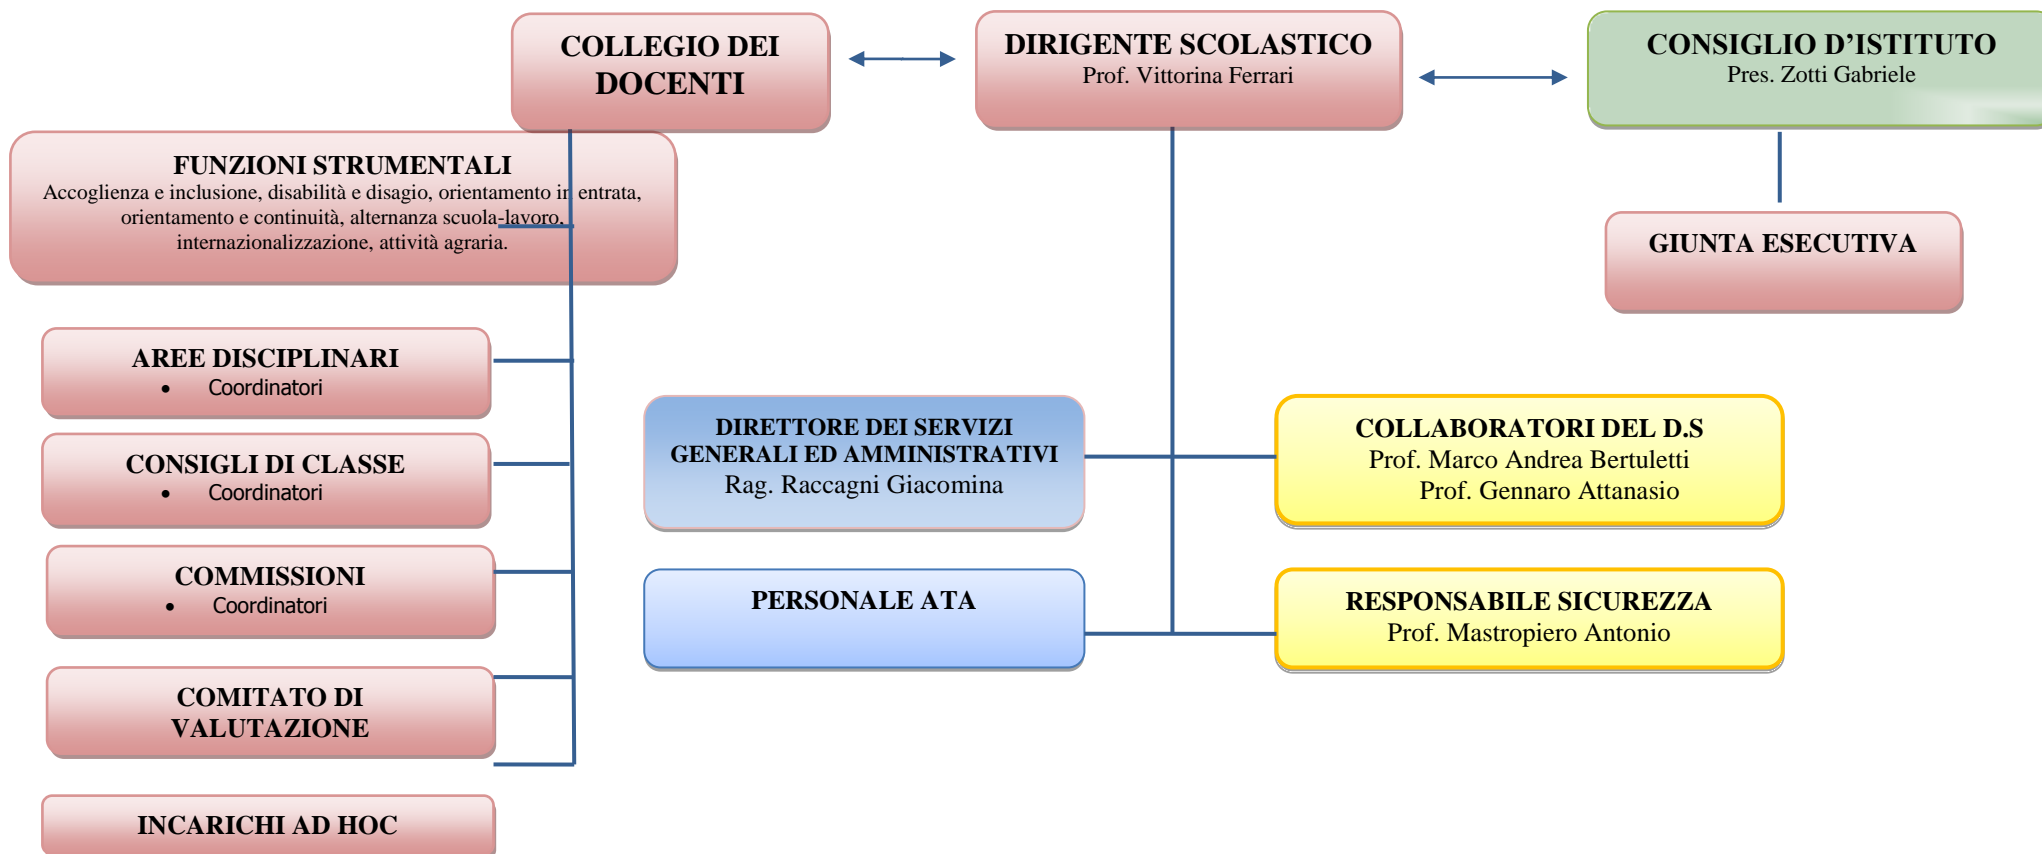 COLLEGIO DEI
DOCENTI
DIRIGENTE SCOLASTICO
Prof. Vittorina Ferrari
CONSIGLIO D’ISTITUTO
Pres. Zotti Gabriele
FUNZIONI STRUMENTALI
Accoglienza e inclusione, disabilità e disagio, orientamento in entrata,
orientamento e continuità, alternanza scuola-lavoro,
internazionalizzazione, attività agraria.
GIUNTA ESECUTIVA
AREE DISCIPLINARI
• Coordinatori
CONSIGLI DI CLASSE
• Coordinatori
COMMISSIONI
• Coordinatori
COMITATO DI
VALUTAZIONE
INCARICHI AD HOC
DIRETTORE DEI SERVIZI
GENERALI ED AMMINISTRATIVI
Rag. Raccagni Giacomina
COLLABORATORI DEL D.S
Prof. Marco Andrea Bertuletti
Prof. Gennaro Attanasio
PERSONALE ATA
RESPONSABILE SICUREZZA
Prof. Mastropiero Antonio